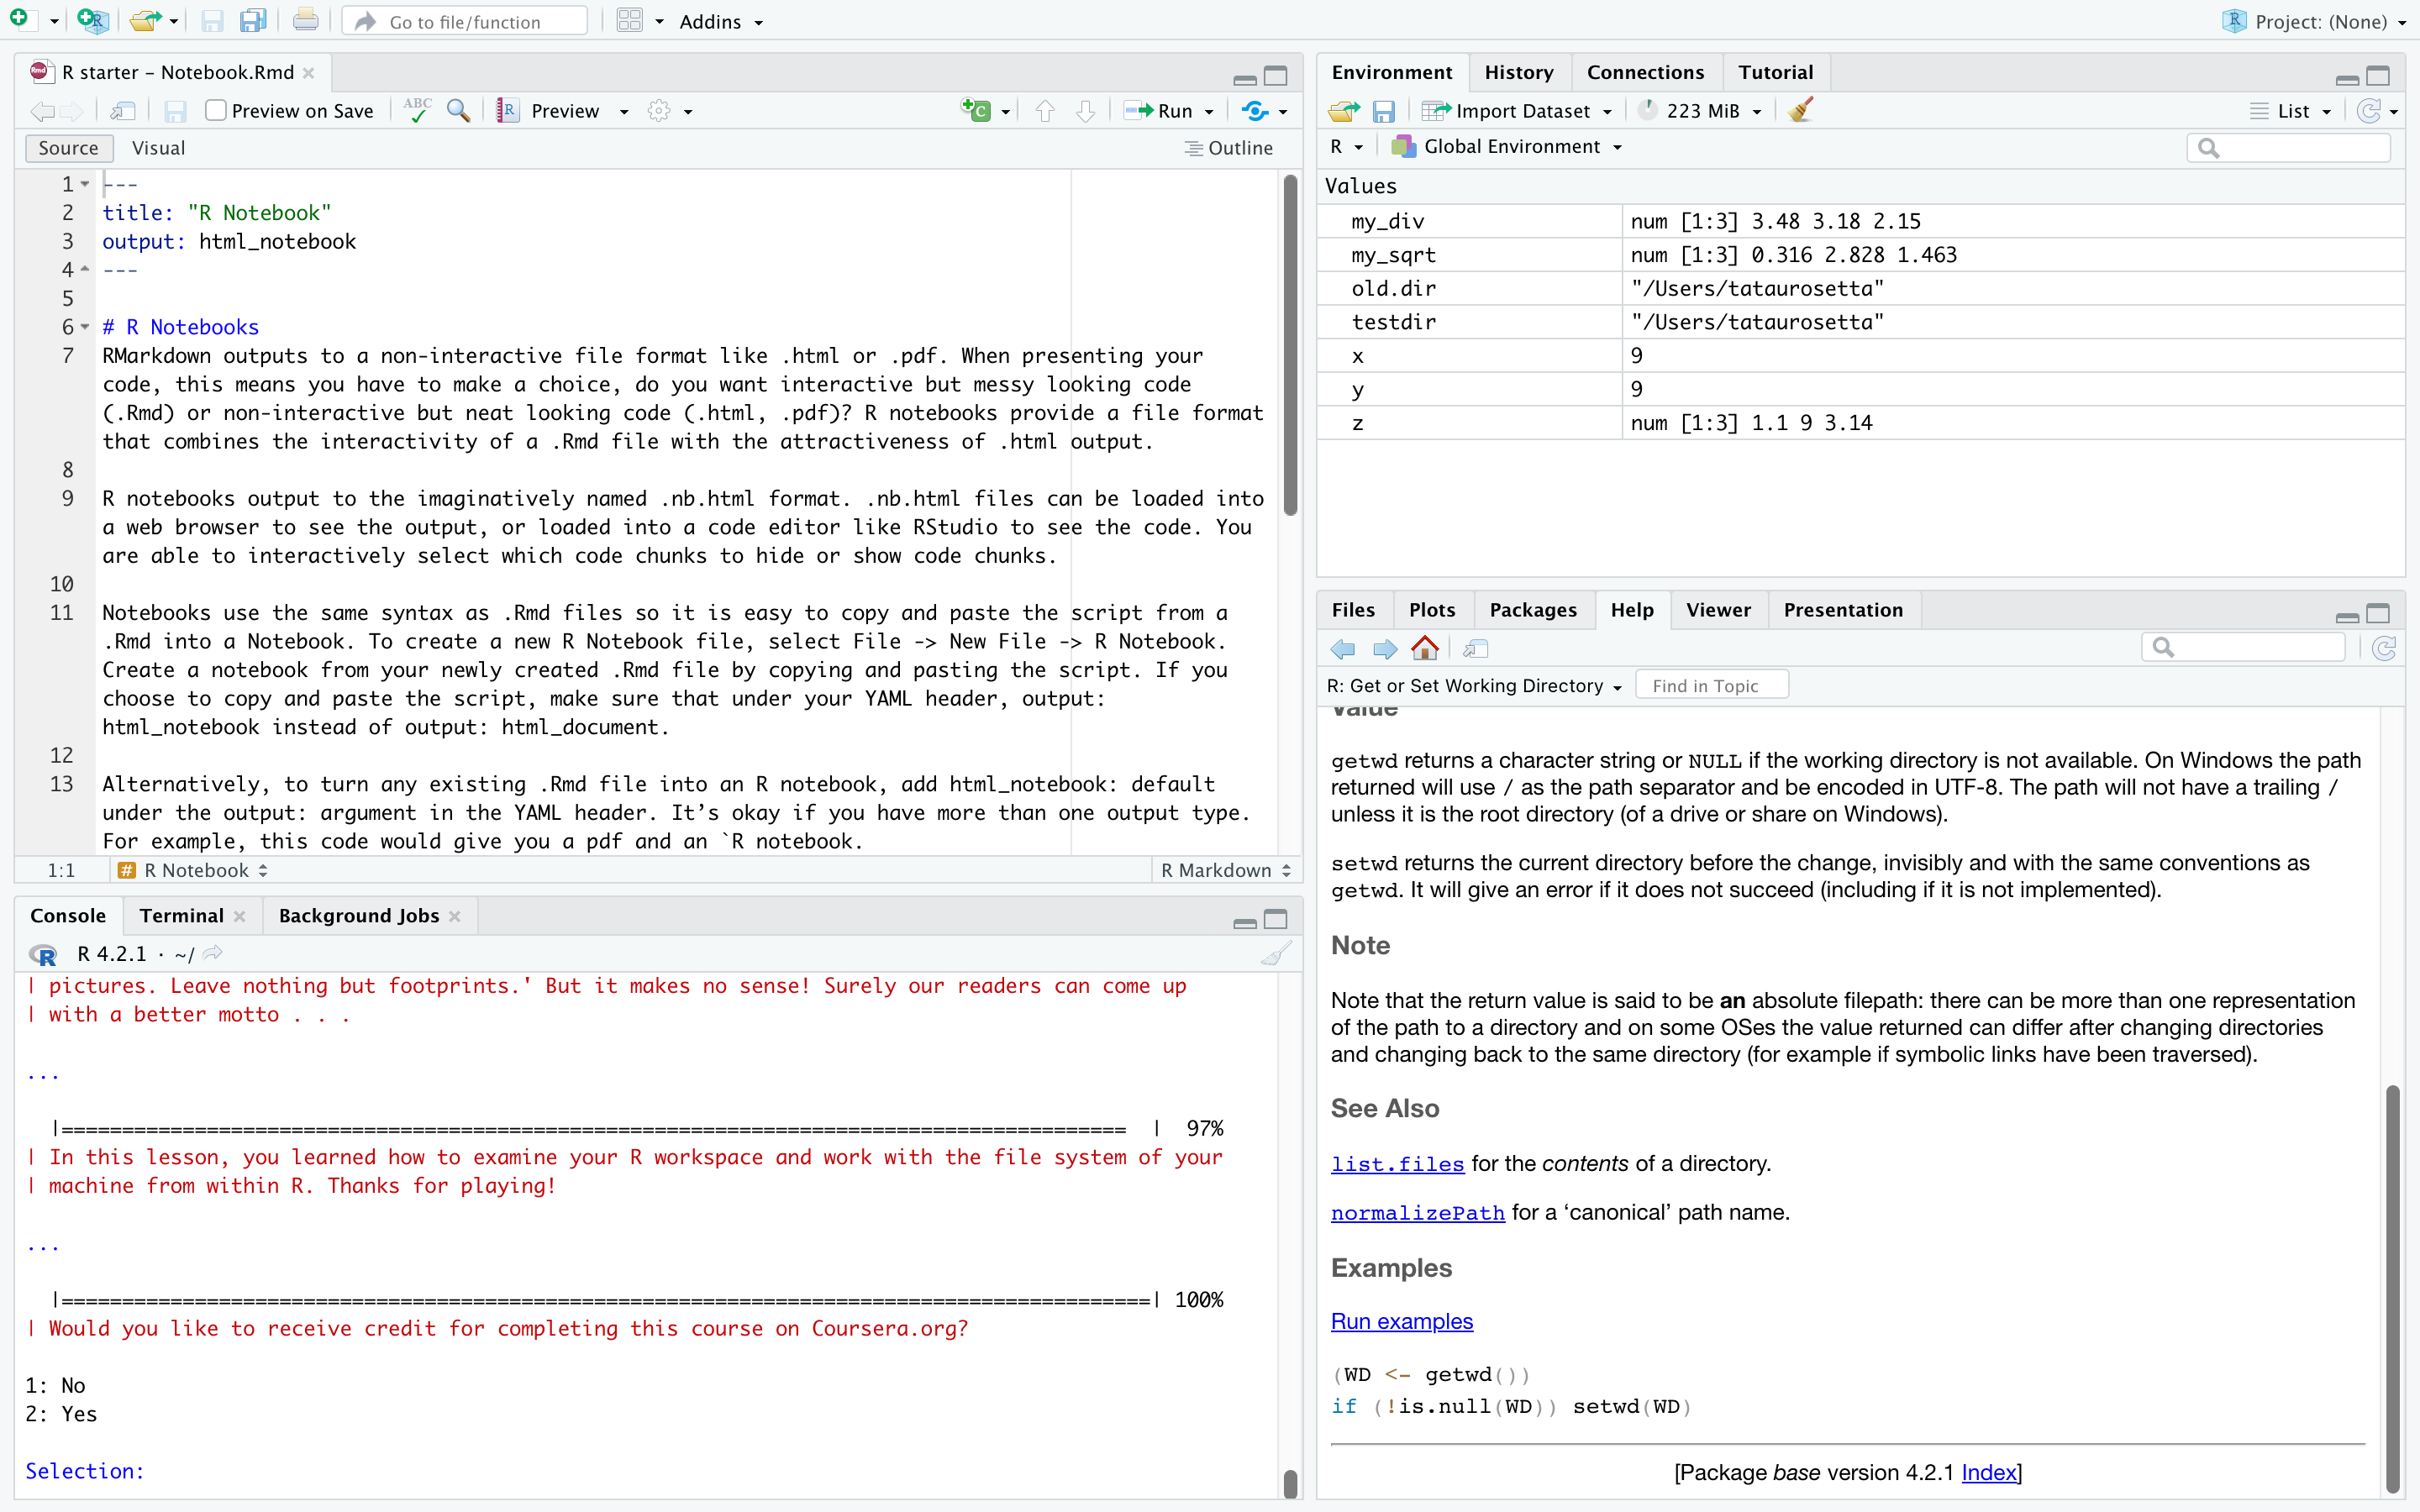 Go to file/function
Addins
Project: (None)
R starter – Notebook.Rmd
Preview on Save
ABC
Preview
Run
Source
Visual
Outline
1 ---
2 title: "R Notebook"
3 output: html_notebook
4 ---
5
6 # R Notebooks
7 RMarkdown outputs to a non-interactive file format like .html or .pdf. When presenting your
code, this means you have to make a choice, do you want interactive but messy looking code
(.Rmd) or non-interactive but neat looking code (.html, .pdf)? R notebooks provide a file format
that combines the interactivity of a .Rmd file with the attractiveness of .html output.
8
9 R notebooks output to the imaginatively named .nb.html format. .nb.html files can be loaded into
a web browser to see the output, or loaded into a code editor like RStudio to see the code. You
are able to interactively select which code chunks to hide or show code chunks.
10
11 Notebooks use the same syntax as .Rmd files so it is easy to copy and paste the script from a
.Rmd into a Notebook. To create a new R Notebook file, select File -> New File -> R Notebook.
Create a notebook from your newly created .Rmd file by copying and pasting the script. If you
choose to copy and paste the script, make sure that under your YAML header, output:
html_notebook instead of output: html_document.
12
13 Alternatively, to turn any existing .Rmd file into an R notebook, add html_notebook: default
under the output: argument in the YAML header. It’s okay if you have more than one output type.
For example, this code would give you a pdf and an `R notebook.
1:1
# R Notebook
R Markdown
Console
Terminal
Background Jobs
R 4.2.1 · ~/
| pictures. Leave nothing but footprints.' But it makes no sense! Surely our readers can come up
| with a better motto . . .
...
|======================================================================================== | 97%
| In this lesson, you learned how to examine your R workspace and work with the file system of your
| machine from within R. Thanks for playing!
...
|==========================================================================================| 100%
| Would you like to receive credit for completing this course on Coursera.org?
1: No
2: Yes
Selection:
Environment
History
Connections
Tutorial
Import Dataset
223 MiB
List
R
Global Environment
Values
my_div num [1:3] 3.48 3.18 2.15
my_sqrt num [1:3] 0.316 2.828 1.463
old.dir "/Users/tataurosetta"
testdir "/Users/tataurosetta"
x 9
y 9
z num [1:3] 1.1 9 3.14
Files
Plots
Packages
Help
Viewer
Presentation
R: Get or Set Working Directory
Find in Topic
Value
getwd returns a character string or NULL if the working directory is not available. On Windows the path
returned will use / as the path separator and be encoded in UTF-8. The path will not have a trailing /
unless it is the root directory (of a drive or share on Windows).
setwd returns the current directory before the change, invisibly and with the same conventions as
getwd. It will give an error if it does not succeed (including if it is not implemented).
Note
Note that the return value is said to be an absolute filepath: there can be more than one representation
of the path to a directory and on some OSes the value returned can differ after changing directories
and changing back to the same directory (for example if symbolic links have been traversed).
See Also
list.files for the contents of a directory.
normalizePath for a ‘canonical’ path name.
Examples
Run examples
(WD <- getwd())
if (!is.null(WD)) setwd(WD)
[Package base version 4.2.1 Index]